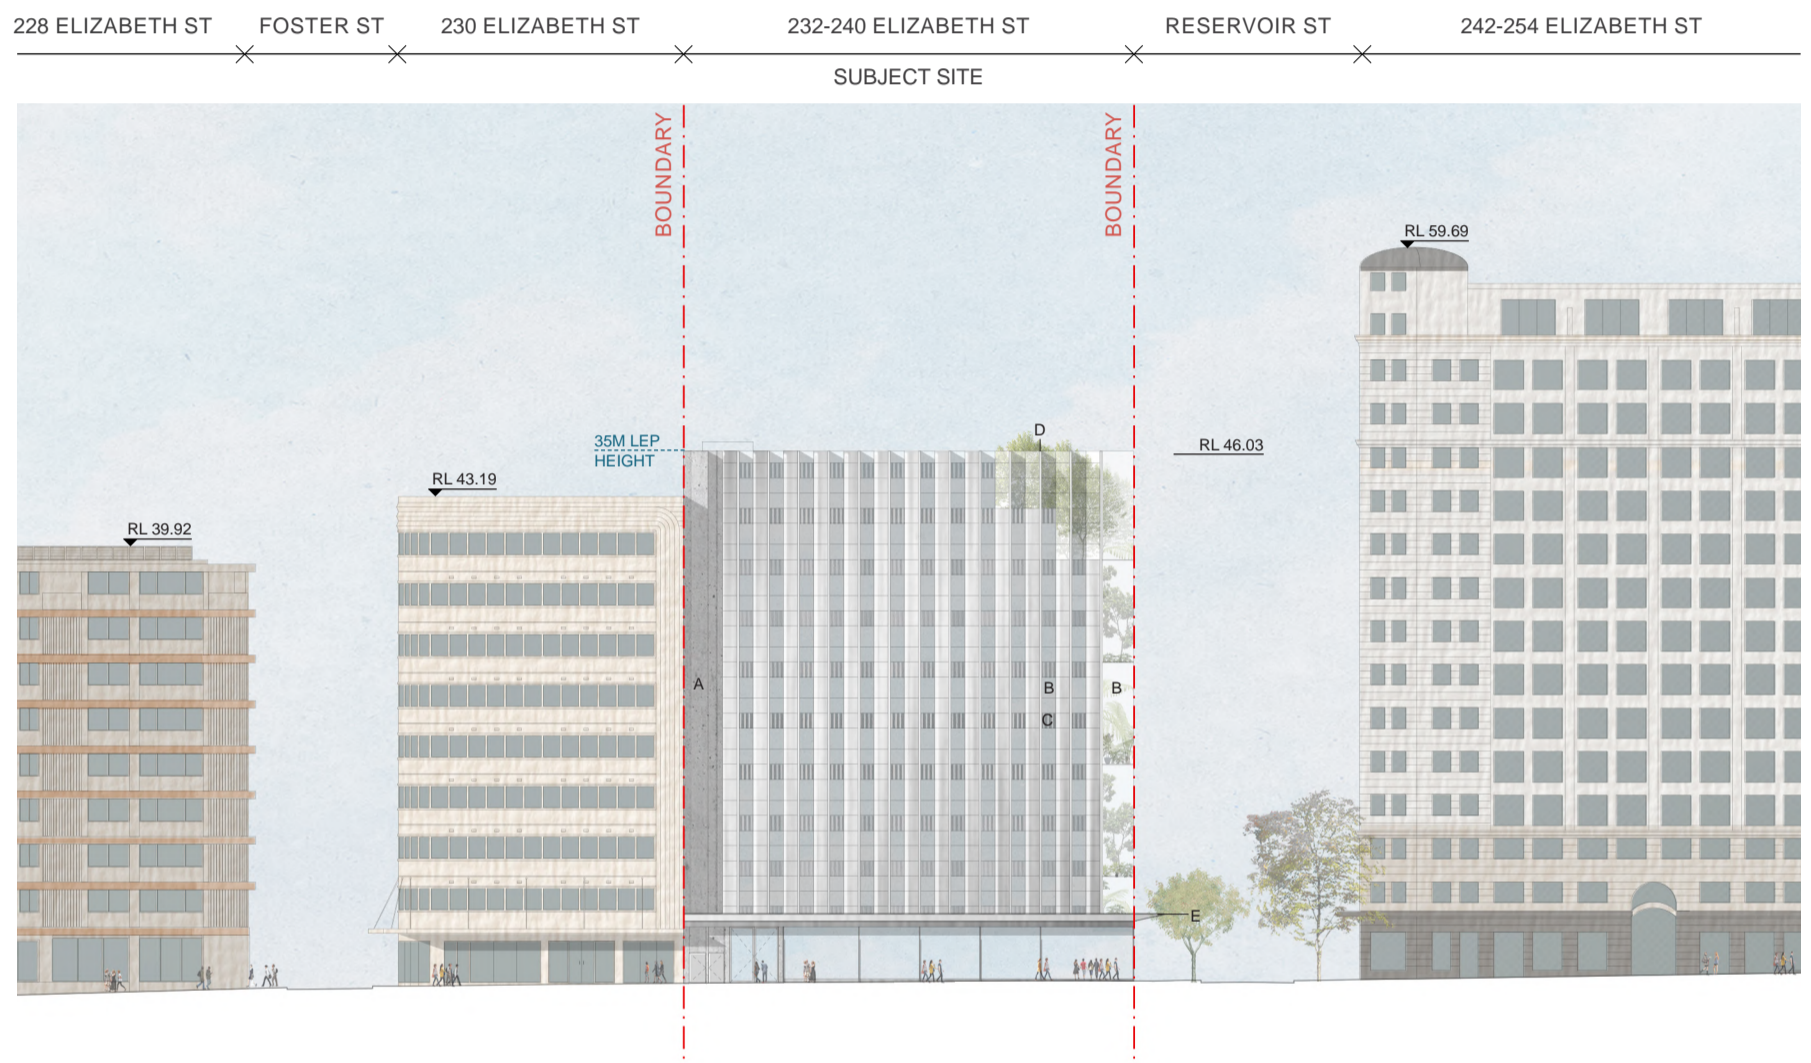 228 ELIZABETH ST
FOSTER ST
230 ELIZABETH ST
232-240 ELIZABETH ST
RESERVOIR ST
242-254 ELIZABETH ST
SUBJECT SITE
BOUNDARY
BOUNDARY
RL 59.69
D
35M LEP
HEIGHT
RL 46.03
RL 43.19
RL 39.92
A
B
B
C
E